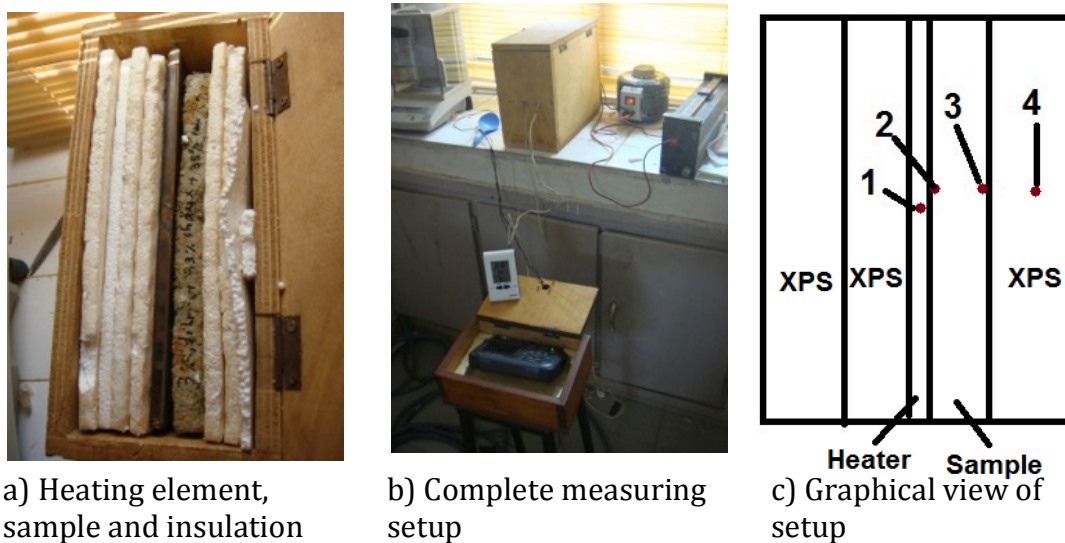 2
3
4
1
XPS
XPS
XPS
Heater
Sample
a) Heating element,
sample and insulation
b) Complete measuring
setup
c) Graphical view of
setup